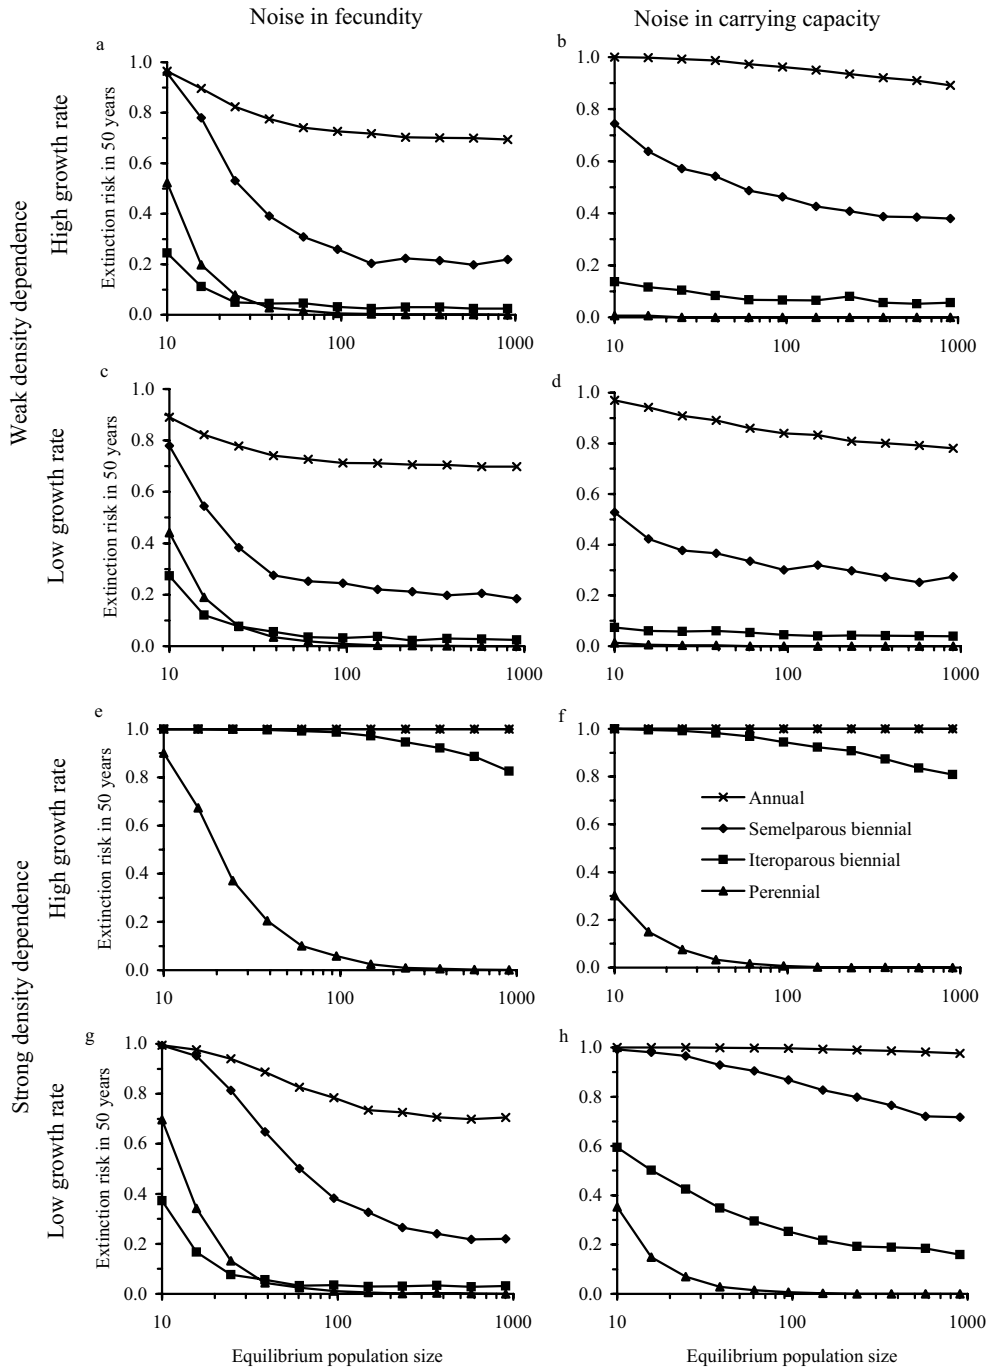 Noise in fecundity
Noise in carrying capacity
Weak density dependence
High growth rate
a
Extinction risk in 50 years
1.0
0.8
0.6
0.4
0.2
0.0
10
100
1000
b
1.0
0.8
0.6
0.4
0.2
0.0
10
100
1000
Low growth rate
c
Extinction risk in 50 years
1.0
0.8
0.6
0.4
0.2
0.0
10
100
1000
d
1.0
0.8
0.6
0.4
0.2
0.0
10
100
1000
Strong density dependence
High growth rate
e
Extinction risk in 50 years
1.0
0.8
0.6
0.4
0.2
0.0
10
100
1000
f
1.0
0.8
0.6
0.4
0.2
0.0
10
100
1000
Annual
Semelparous biennial
Iteroparous biennial
Perennial
Low growth rate
g
Extinction risk in 50 years
1.0
0.8
0.6
0.4
0.2
0.0
10
100
1000
Equilibrium population size
h
1.0
0.8
0.6
0.4
0.2
0.0
10
100
1000
Equilibrium population size